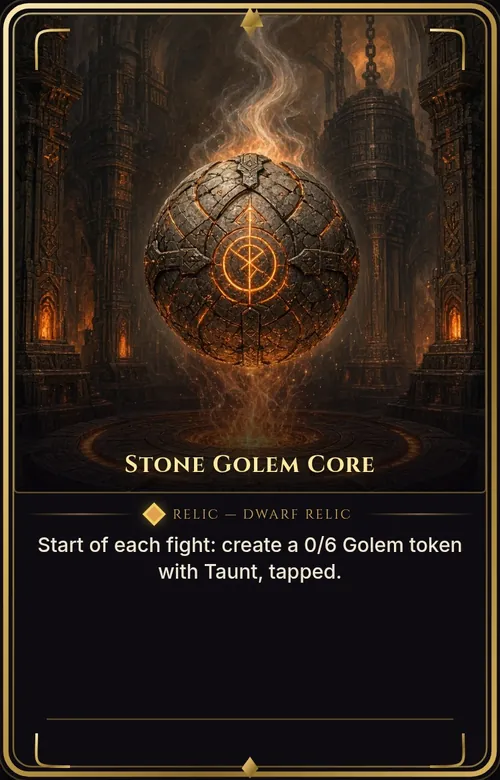 Stone Golem Core
RELIC — DWARF RELIC
Start of each fight: create a 0/6 Golem token
with Taunt, tapped.